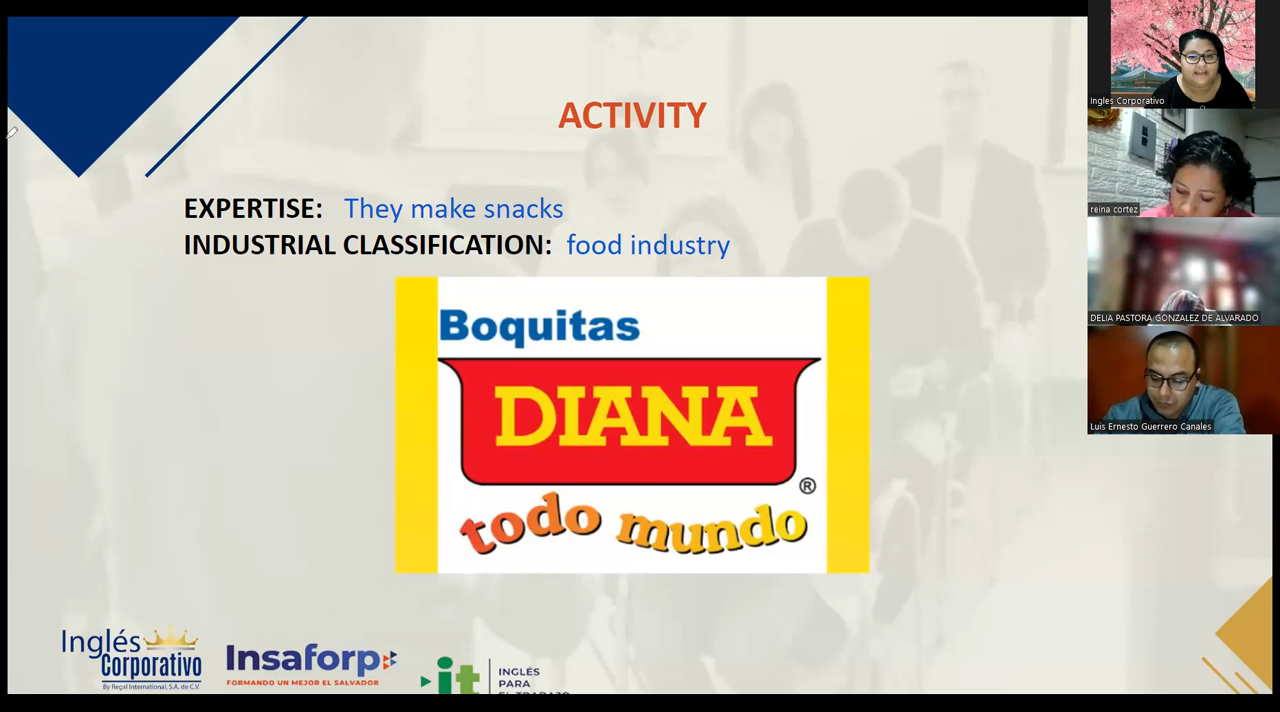 ACTIVITY
EXPERTISE: They make snacks
INDUSTRIAL CLASSIFICATION: food industry
Boquitas
DIANA
®
todo mundo
Inglés
Corporativo
By Regal International, S.A. de C.V.
Insaforp
FORMANDO UN MEJOR EL SALVADOR
it
INGLÉS
PARA
EL TRABAJO
Ingles Corporativo
reina cortez
DELIA PASTORA GONZALEZ DE ALVARADO
Luis Ernesto Guerrero Canales